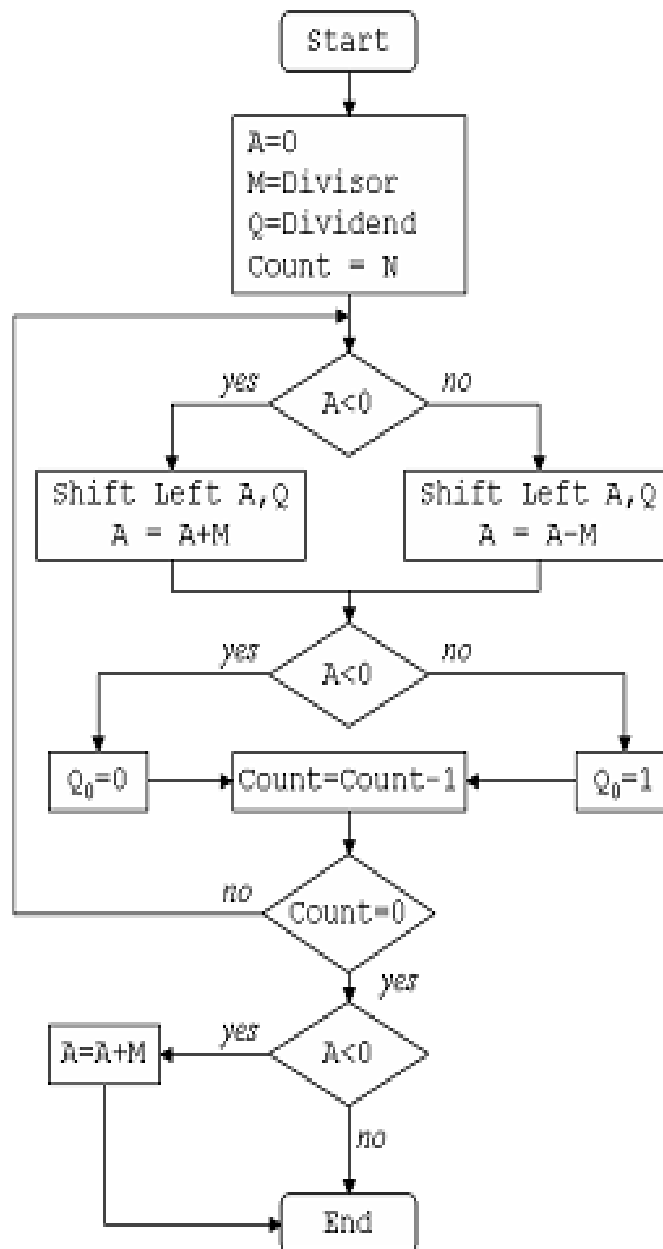 Start
A=0
M=Divisor
Q=Dividend
Count = N
yes
A<0
no
Shift Left A,Q
A = A+M
Shift Left A,Q
A = A-M
yes
A<0
no
Q₀=0
Count=Count-1
Q₀=1
no
Count=0
yes
A=A+M
yes
A<0
no
End